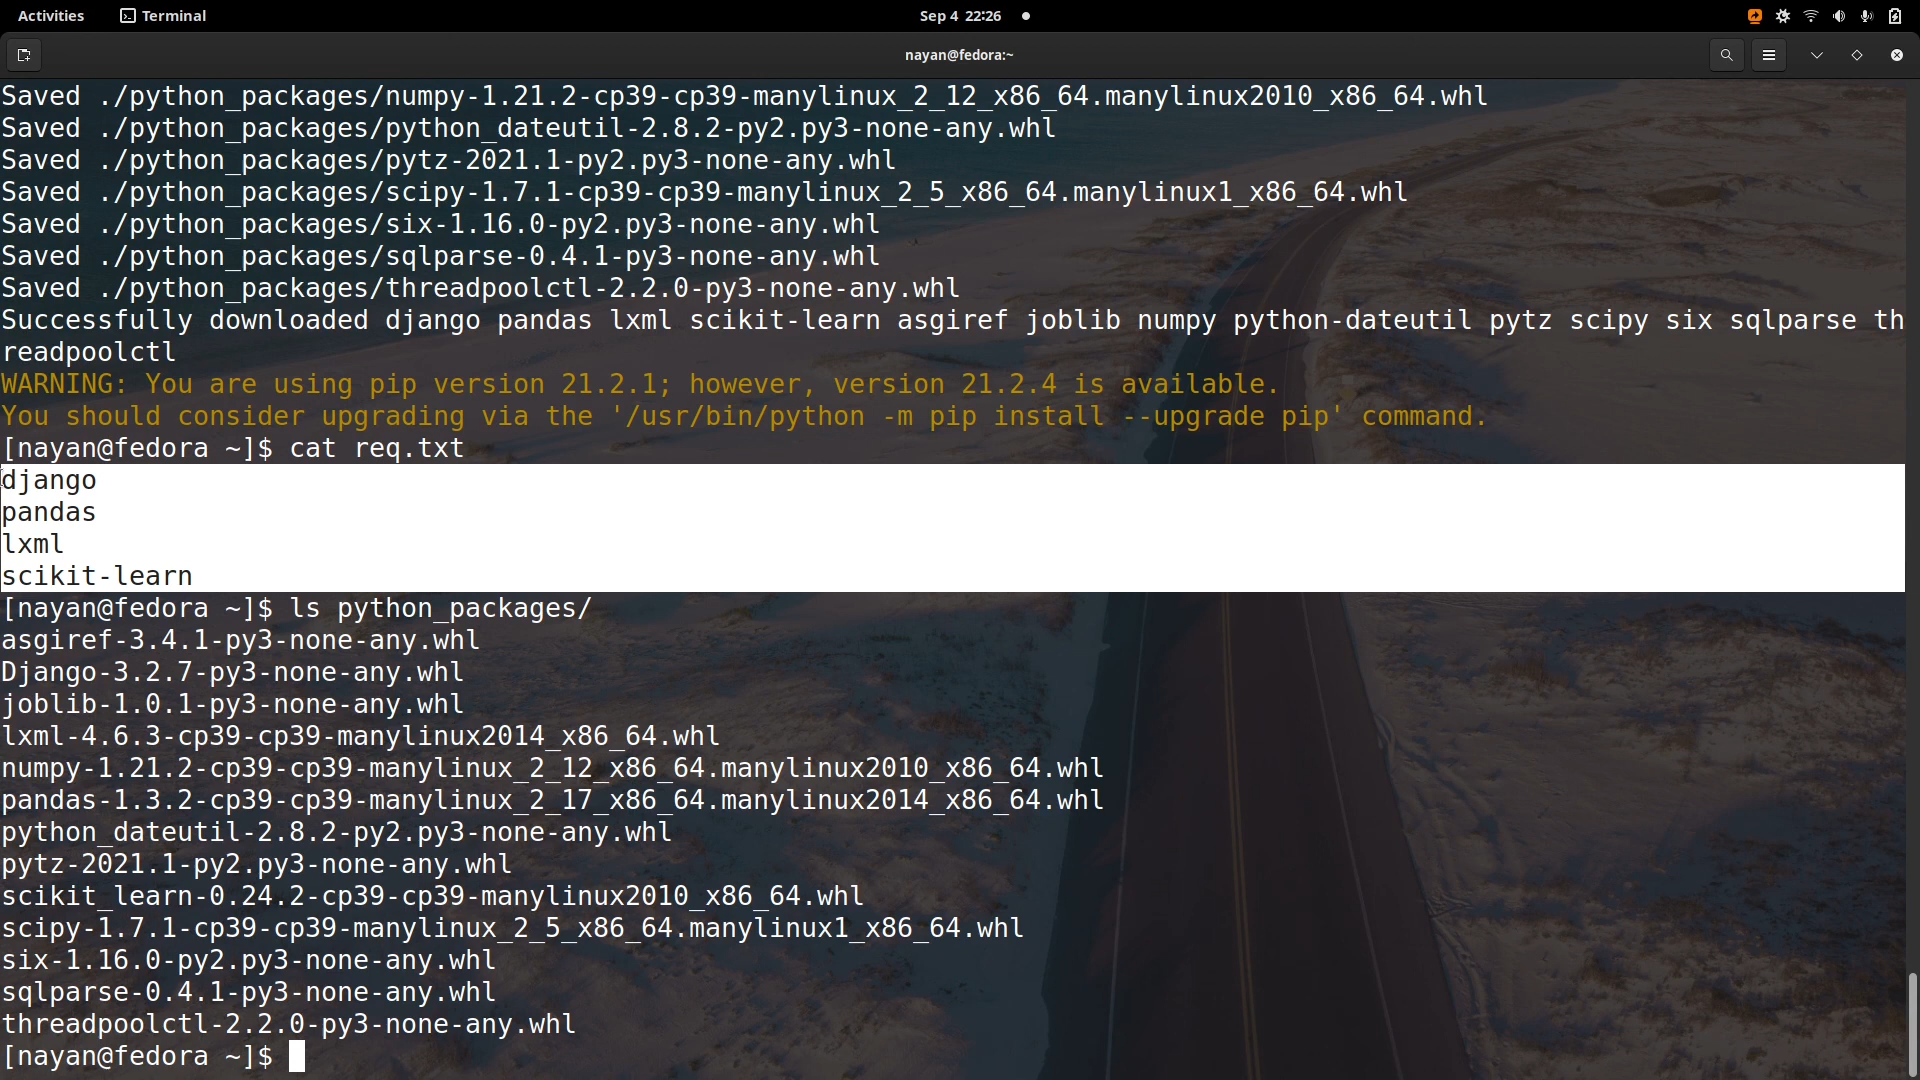 Activities Terminal Sep 4 22:26
nayan@fedora:~
Saved ./python_packages/numpy-1.21.2-cp39-cp39-manylinux_2_12_x86_64.manylinux2010_x86_64.whl
Saved ./python_packages/python_dateutil-2.8.2-py2.py3-none-any.whl
Saved ./python_packages/pytz-2021.1-py2.py3-none-any.whl
Saved ./python_packages/scipy-1.7.1-cp39-cp39-manylinux_2_5_x86_64.manylinux1_x86_64.whl
Saved ./python_packages/six-1.16.0-py2.py3-none-any.whl
Saved ./python_packages/sqlparse-0.4.1-py3-none-any.whl
Saved ./python_packages/threadpoolctl-2.2.0-py3-none-any.whl
Successfully downloaded django pandas lxml scikit-learn asgiref joblib numpy python-dateutil pytz scipy six sqlparse th
readpoolctl
WARNING: You are using pip version 21.2.1; however, version 21.2.4 is available.
You should consider upgrading via the '/usr/bin/python -m pip install --upgrade pip' command.
[nayan@fedora ~]$ cat req.txt
django
pandas
lxml
scikit-learn
[nayan@fedora ~]$ ls python_packages/
asgiref-3.4.1-py3-none-any.whl
Django-3.2.7-py3-none-any.whl
joblib-1.0.1-py3-none-any.whl
lxml-4.6.3-cp39-cp39-manylinux2014_x86_64.whl
numpy-1.21.2-cp39-cp39-manylinux_2_12_x86_64.manylinux2010_x86_64.whl
pandas-1.3.2-cp39-cp39-manylinux_2_17_x86_64.manylinux2014_x86_64.whl
python_dateutil-2.8.2-py2.py3-none-any.whl
pytz-2021.1-py2.py3-none-any.whl
scikit_learn-0.24.2-cp39-cp39-manylinux2010_x86_64.whl
scipy-1.7.1-cp39-cp39-manylinux_2_5_x86_64.manylinux1_x86_64.whl
six-1.16.0-py2.py3-none-any.whl
sqlparse-0.4.1-py3-none-any.whl
threadpoolctl-2.2.0-py3-none-any.whl
[nayan@fedora ~]$